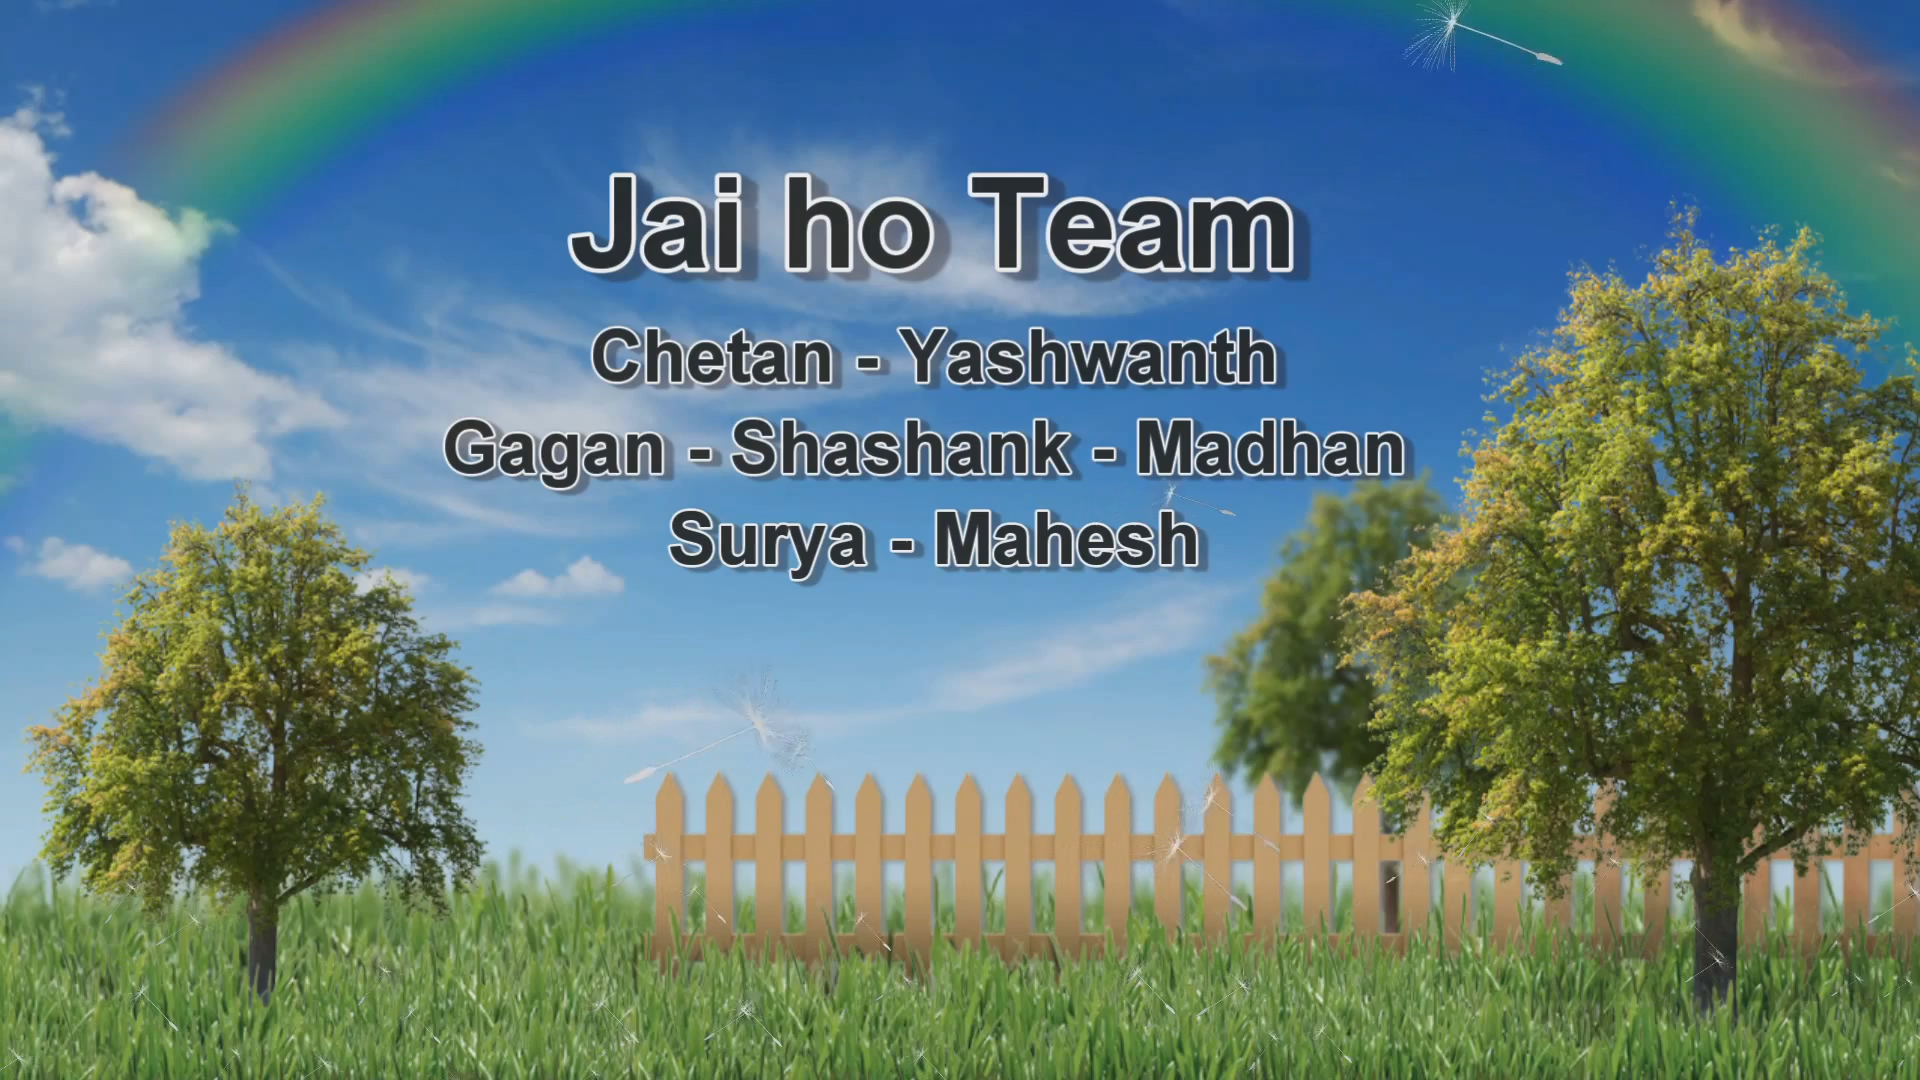 Jai ho Team
Chetan - Yashwanth
Gagan - Shashank - Madhan
Surya - Mahesh